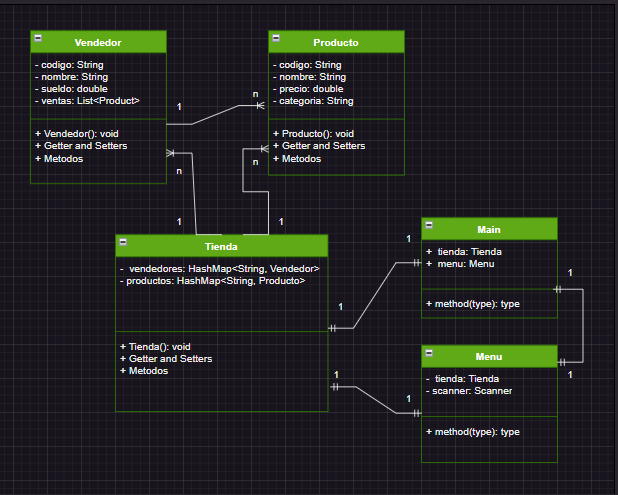 Vendedor
- codigo: String
- nombre: String
- sueldo: double
- ventas: List<Product>
+ Vendedor(): void
+ Getter and Setters
+ Metodos
Producto
- codigo: String
- nombre: String
- precio: double
- categoria: String
+ Producto(): void
+ Getter and Setters
+ Metodos
1
n
n
n
1
1
Tienda
- vendedores: HashMap<String, Vendedor>
- productos: HashMap<String, Producto>
+ Tienda(): void
+ Getter and Setters
+ Metodos
1
1
1
1
Main
+ tienda: Tienda
+ menu: Menu
+ method(type): type
1
1
Menu
- tienda: Tienda
- scanner: Scanner
+ method(type): type